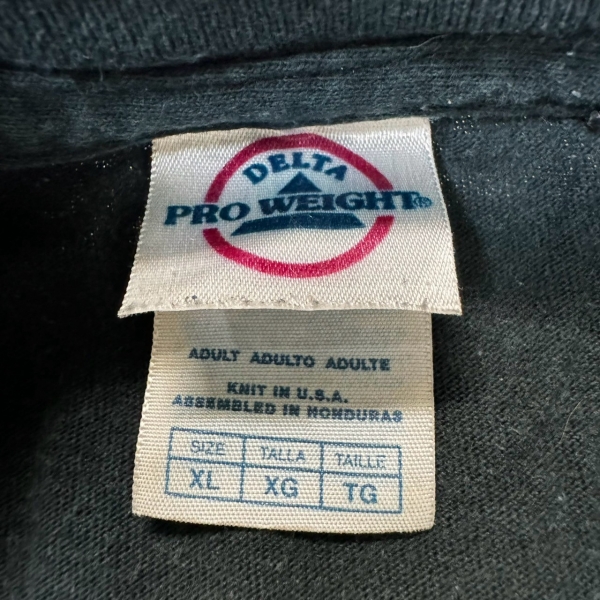 DELTA
PRO WEIGHT®
ADULT ADULTO ADULTE
KNIT IN U.S.A.
ASSEMBLED IN HONDURAS
SIZE TALLA TAILLE
XL XG TG